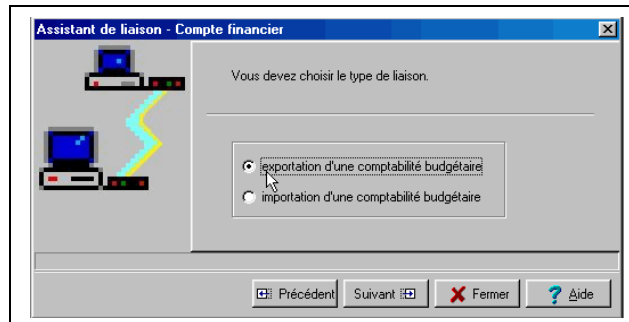 Assistant de liaison - Compte financier
Vous devez choisir le type de liaison.
exportation d'une comptabilité budgétaire
importation d'une comptabilité budgétaire
Précédent Suivant Fermer Aide